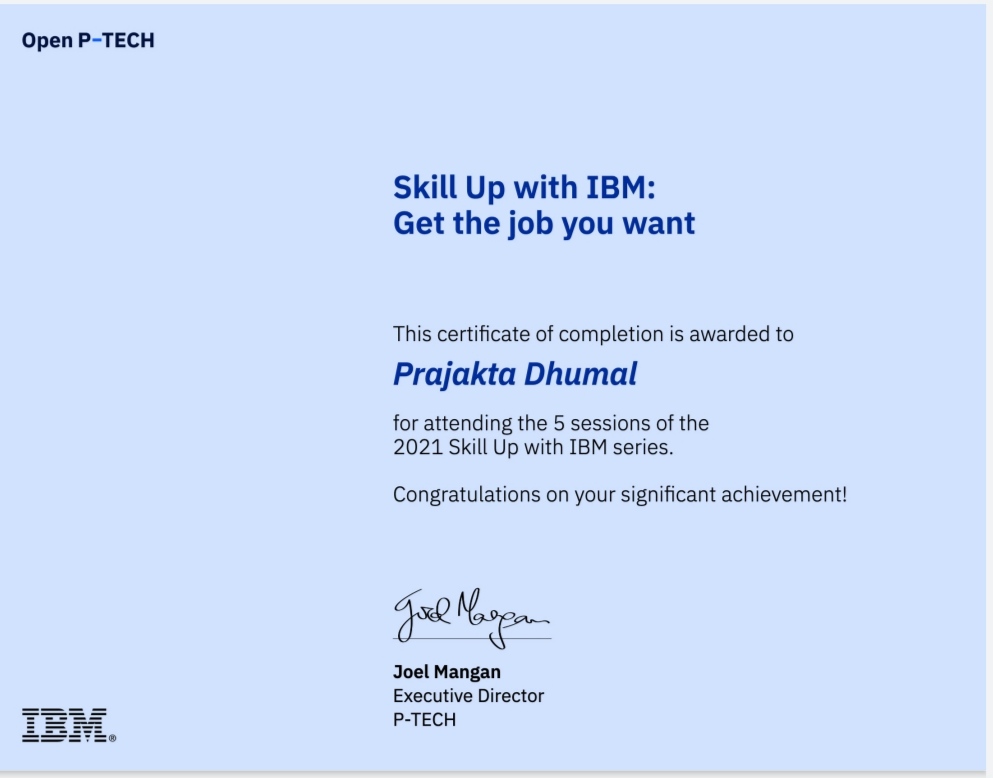 Open P-TECH
Skill Up with IBM:
Get the job you want
This certificate of completion is awarded to
Prajakta Dhumal
for attending the 5 sessions of the
2021 Skill Up with IBM series.
Congratulations on your significant achievement!
Joel Mangan
Joel Mangan
Executive Director
P-TECH
IBM®